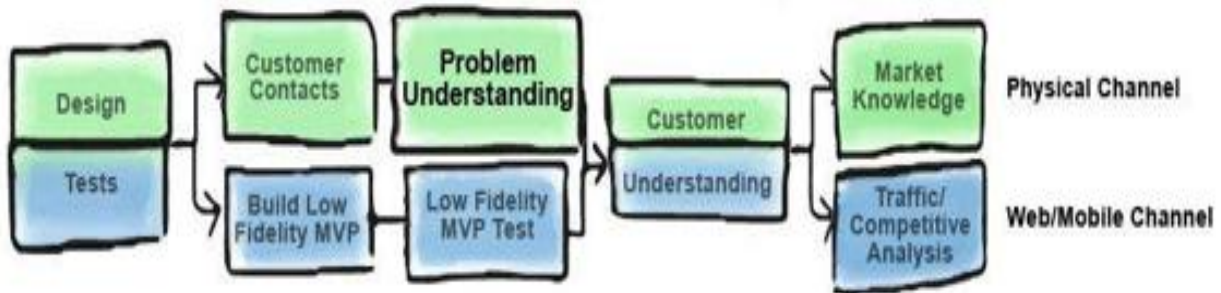 Design
Tests
Customer
Contacts
Problem
Understanding
Build Low
Fidelity MVP
Low Fidelity
MVP Test
Customer
Understanding
Market
Knowledge
Physical Channel
Traffic/
Competitive
Analysis
Web/Mobile Channel